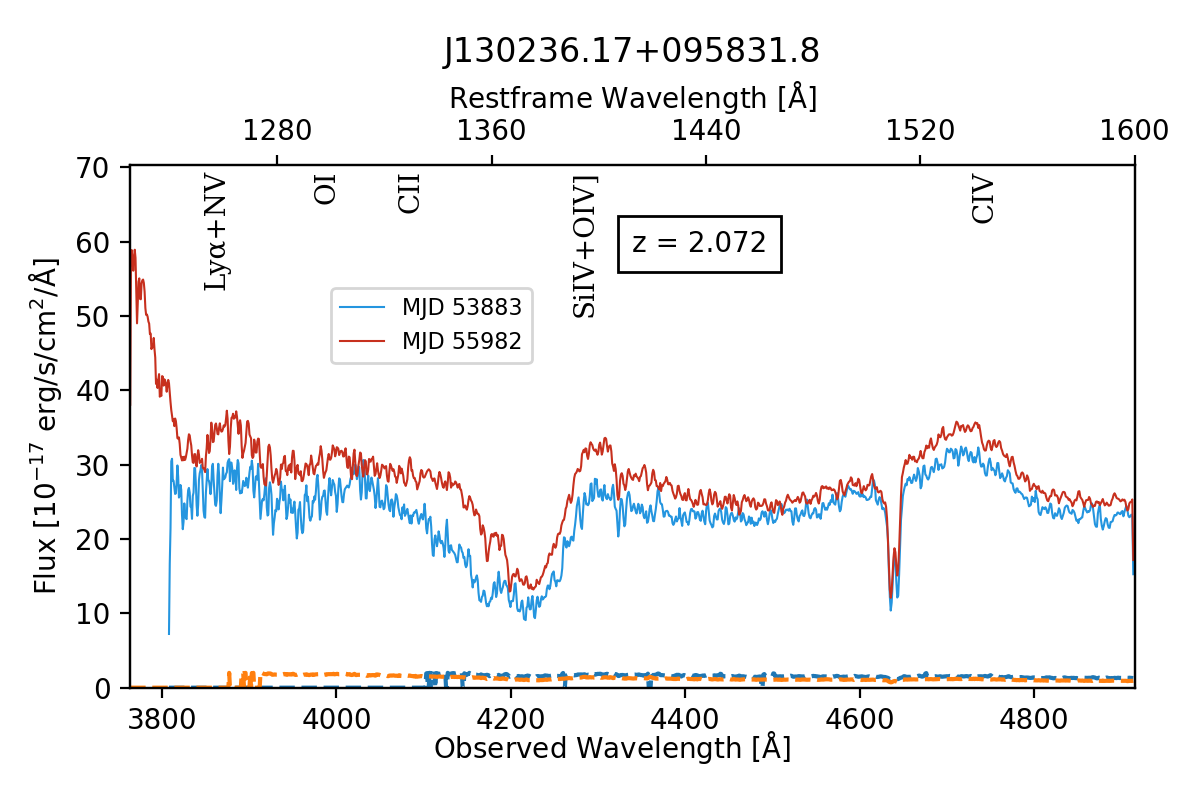 J130236.17+095831.8
Restframe Wavelength [Å]
1280 1360 1440 1520 1600
70
60
50
40
30
20
10
0
Flux [10⁻¹⁷ erg/s/cm²/Å]
Lyα+NV
OI
CII
SiIV+OIV]
CIV
z = 2.072
MJD 53883
MJD 55982
3800 4000 4200 4400 4600 4800
Observed Wavelength [Å]